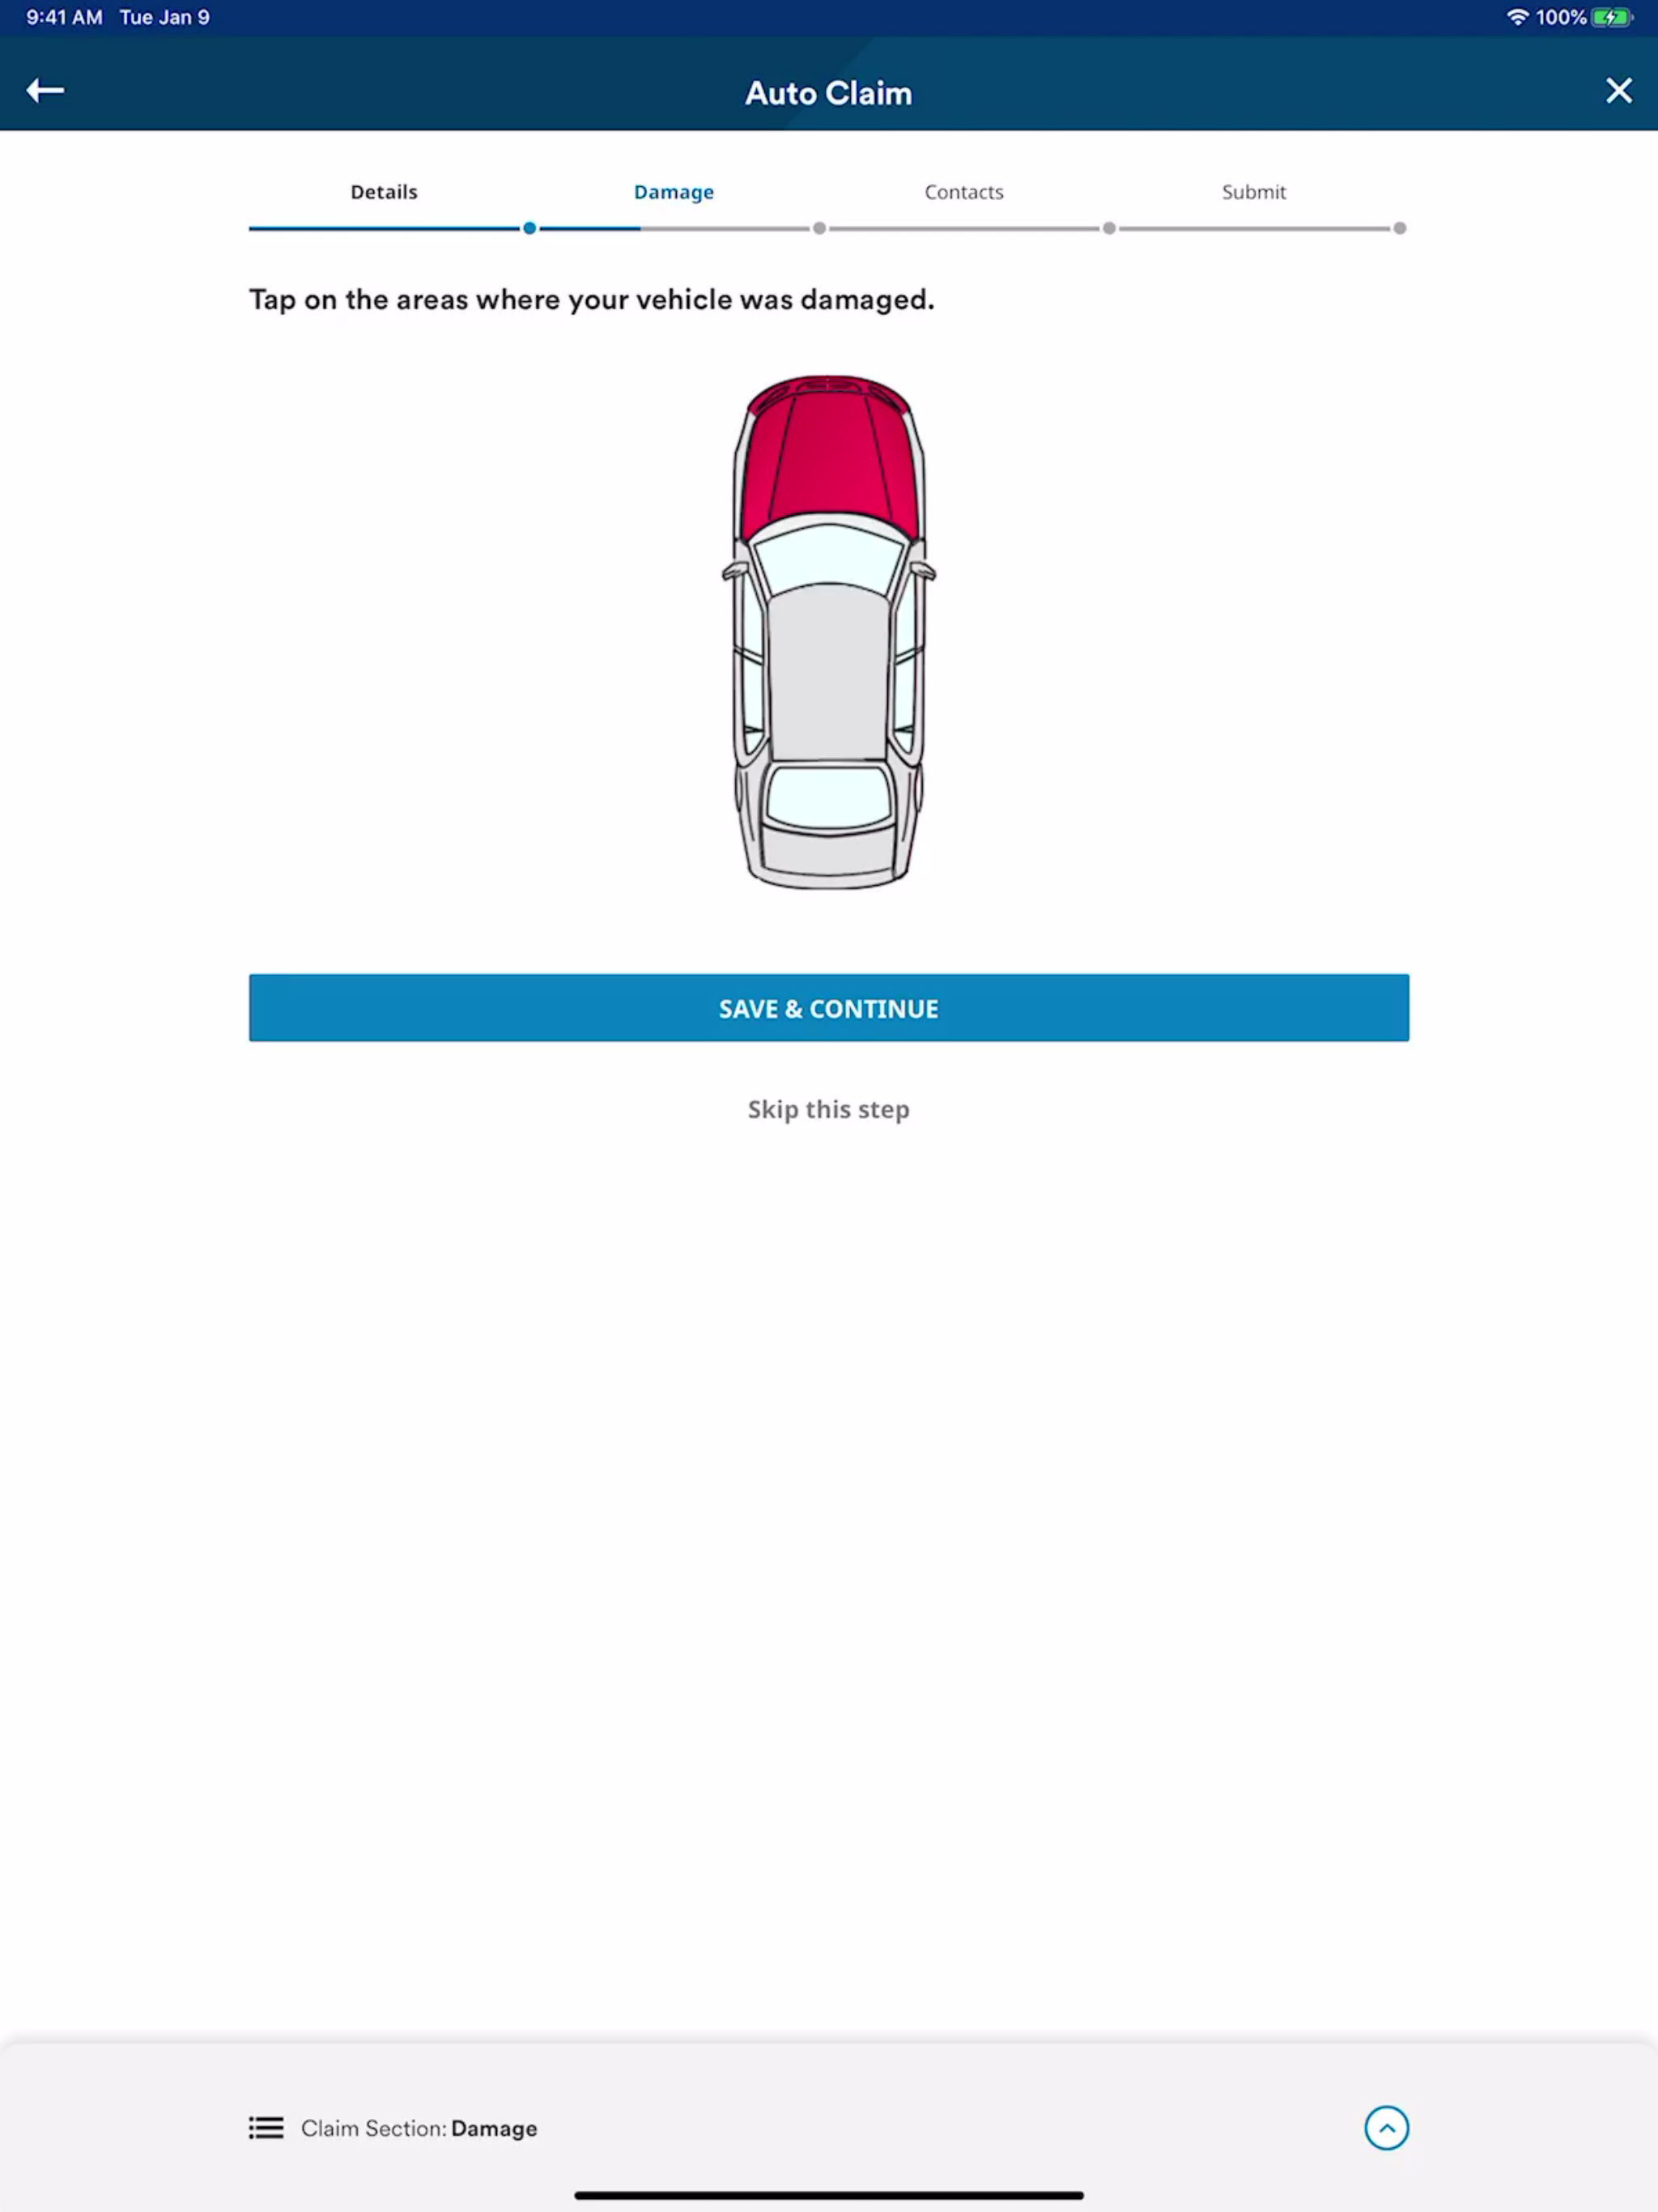 9:41 AM Tue Jan 9 100%
Auto Claim
Details Damage Contacts Submit
Tap on the areas where your vehicle was damaged.
SAVE & CONTINUE
Skip this step
Claim Section: Damage